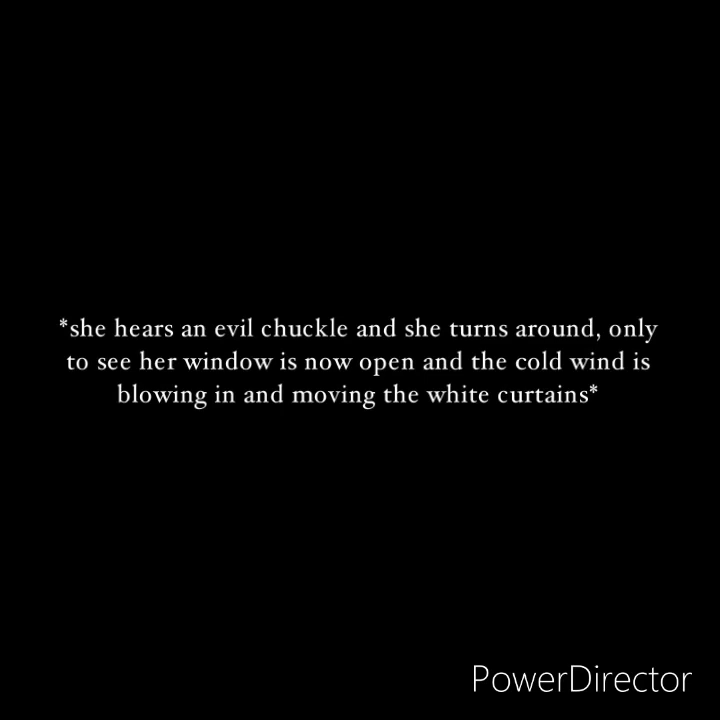 *she hears an evil chuckle and she turns around, only
to see her window is now open and the cold wind is
blowing in and moving the white curtains*
PowerDirector